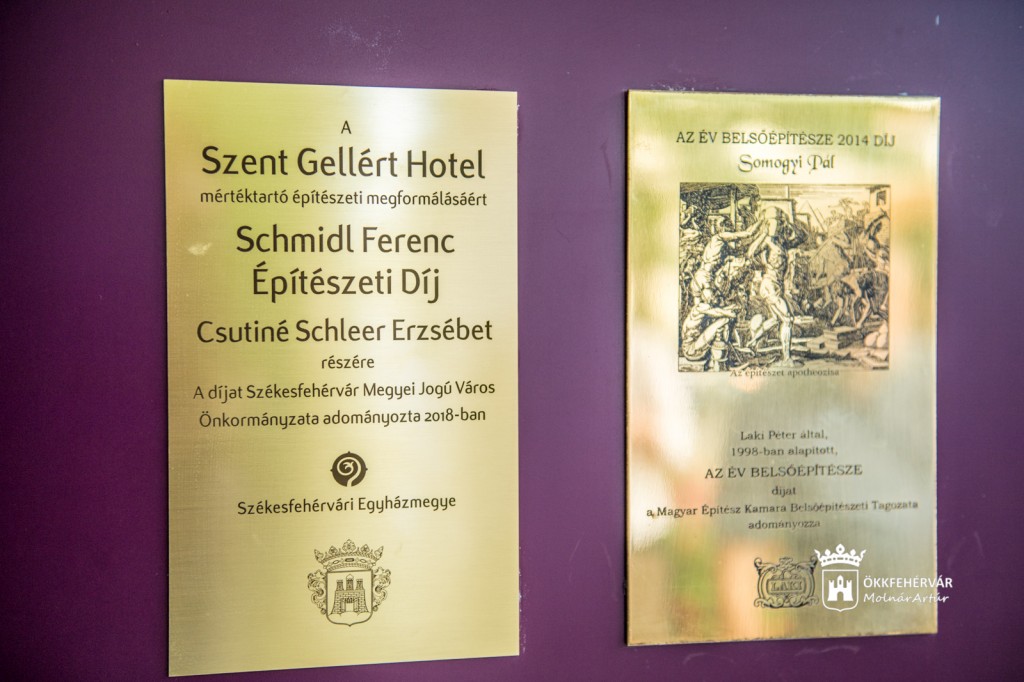 A
Szent Gellért Hotel
mértéktartó építészeti megformálásáért
Schmidl Ferenc
Építészeti Díj
Csutiné Schleer Erzsébet
részére
A díjat Székesfehérvár Megyei Jogú Város
Önkormányzata adományozta 2018-ban
Székesfehérvári Egyházmegye
AZ ÉV BELSŐÉPÍTÉSZE 2014 DÍJ
Somogyi Pál
Az építészet apotheozisa
Laki Péter által,
1998-ban alapított,
AZ ÉV BELSŐÉPÍTÉSZE
díjat
a Magyar Építész Kamara Belsőépítészeti Tagozata
adományozza
LAKI
ÖKKFEHÉRVÁR
MolnárArtúr